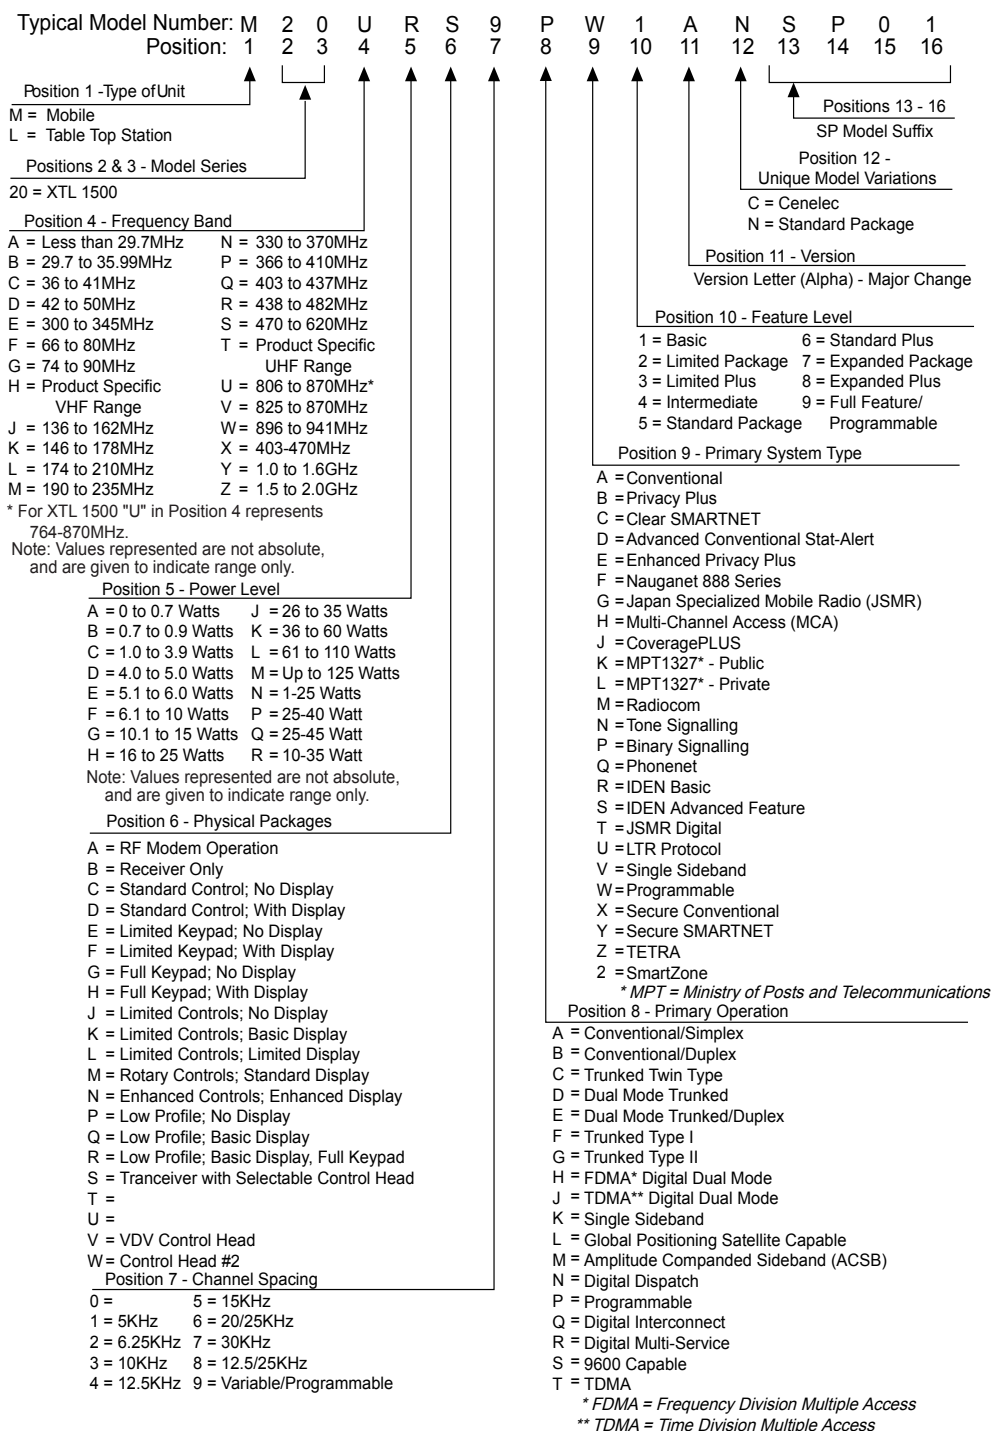 Typical Model Number: M 2 0 U R S 9 P W 1 A N S P 0 1
Position: 1 2 3 4 5 6 7 8 9 10 11 12 13 14 15 16
Position 1 -Type of Unit
M = Mobile
L = Table Top Station
Positions 2 & 3 - Model Series
20 = XTL 1500
Position 4 - Frequency Band
A = Less than 29.7MHz
B = 29.7 to 35.99MHz
C = 36 to 41MHz
D = 42 to 50MHz
E = 300 to 345MHz
F = 66 to 80MHz
G = 74 to 90MHz
H = Product Specific
VHF Range
J = 136 to 162MHz
K = 146 to 178MHz
L = 174 to 210MHz
M = 190 to 235MHz
N = 330 to 370MHz
P = 366 to 410MHz
Q = 403 to 437MHz
R = 438 to 482MHz
S = 470 to 620MHz
T = Product Specific
UHF Range
U = 806 to 870MHz*
V = 825 to 870MHz
W = 896 to 941MHz
X = 403-470MHz
Y = 1.0 to 1.6GHz
Z = 1.5 to 2.0GHz
* For XTL 1500 "U" in Position 4 represents
764-870MHz.
Note: Values represented are not absolute,
and are given to indicate range only.
Position 5 - Power Level
A = 0 to 0.7 Watts
B = 0.7 to 0.9 Watts
C = 1.0 to 3.9 Watts
D = 4.0 to 5.0 Watts
E = 5.1 to 6.0 Watts
F = 6.1 to 10 Watts
G = 10.1 to 15 Watts
H = 16 to 25 Watts
J = 26 to 35 Watts
K = 36 to 60 Watts
L = 61 to 110 Watts
M = Up to 125 Watts
N = 1-25 Watts
P = 25-40 Watt
Q = 25-45 Watt
R = 10-35 Watt
Note: Values represented are not absolute,
and are given to indicate range only.
Position 6 - Physical Packages
A = RF Modem Operation
B = Receiver Only
C = Standard Control; No Display
D = Standard Control; With Display
E = Limited Keypad; No Display
F = Limited Keypad; With Display
G = Full Keypad; No Display
H = Full Keypad; With Display
J = Limited Controls; No Display
K = Limited Controls; Basic Display
L = Limited Controls; Limited Display
M = Rotary Controls; Standard Display
N = Enhanced Controls; Enhanced Display
P = Low Profile; No Display
Q = Low Profile; Basic Display
R = Low Profile; Basic Display, Full Keypad
S = Tranceiver with Selectable Control Head
T =
U =
V = VDV Control Head
W = Control Head #2
Position 7 - Channel Spacing
0 =
1 = 5KHz
2 = 6.25KHz
3 = 10KHz
4 = 12.5KHz
5 = 15KHz
6 = 20/25KHz
7 = 30KHz
8 = 12.5/25KHz
9 = Variable/Programmable
Positions 13 - 16
SP Model Suffix
Position 12 -
Unique Model Variations
C = Cenelec
N = Standard Package
Position 11 - Version
Version Letter (Alpha) - Major Change
Position 10 - Feature Level
1 = Basic
2 = Limited Package
3 = Limited Plus
4 = Intermediate
5 = Standard Package
6 = Standard Plus
7 = Expanded Package
8 = Expanded Plus
9 = Full Feature/
Programmable
Position 9 - Primary System Type
A = Conventional
B = Privacy Plus
C = Clear SMARTNET
D = Advanced Conventional Stat-Alert
E = Enhanced Privacy Plus
F = Nauganet 888 Series
G = Japan Specialized Mobile Radio (JSMR)
H = Multi-Channel Access (MCA)
J = CoveragePLUS
K = MPT1327* - Public
L = MPT1327* - Private
M = Radiocom
N = Tone Signalling
P = Binary Signalling
Q = Phonenet
R = IDEN Basic
S = IDEN Advanced Feature
T = JSMR Digital
U = LTR Protocol
V = Single Sideband
W = Programmable
X = Secure Conventional
Y = Secure SMARTNET
Z = TETRA
2 = SmartZone
* MPT = Ministry of Posts and Telecommunications
Position 8 - Primary Operation
A = Conventional/Simplex
B = Conventional/Duplex
C = Trunked Twin Type
D = Dual Mode Trunked
E = Dual Mode Trunked/Duplex
F = Trunked Type I
G = Trunked Type II
H = FDMA* Digital Dual Mode
J = TDMA** Digital Dual Mode
K = Single Sideband
L = Global Positioning Satellite Capable
M = Amplitude Companded Sideband (ACSB)
N = Digital Dispatch
P = Programmable
Q = Digital Interconnect
R = Digital Multi-Service
S = 9600 Capable
T = TDMA
* FDMA = Frequency Division Multiple Access
** TDMA = Time Division Multiple Access